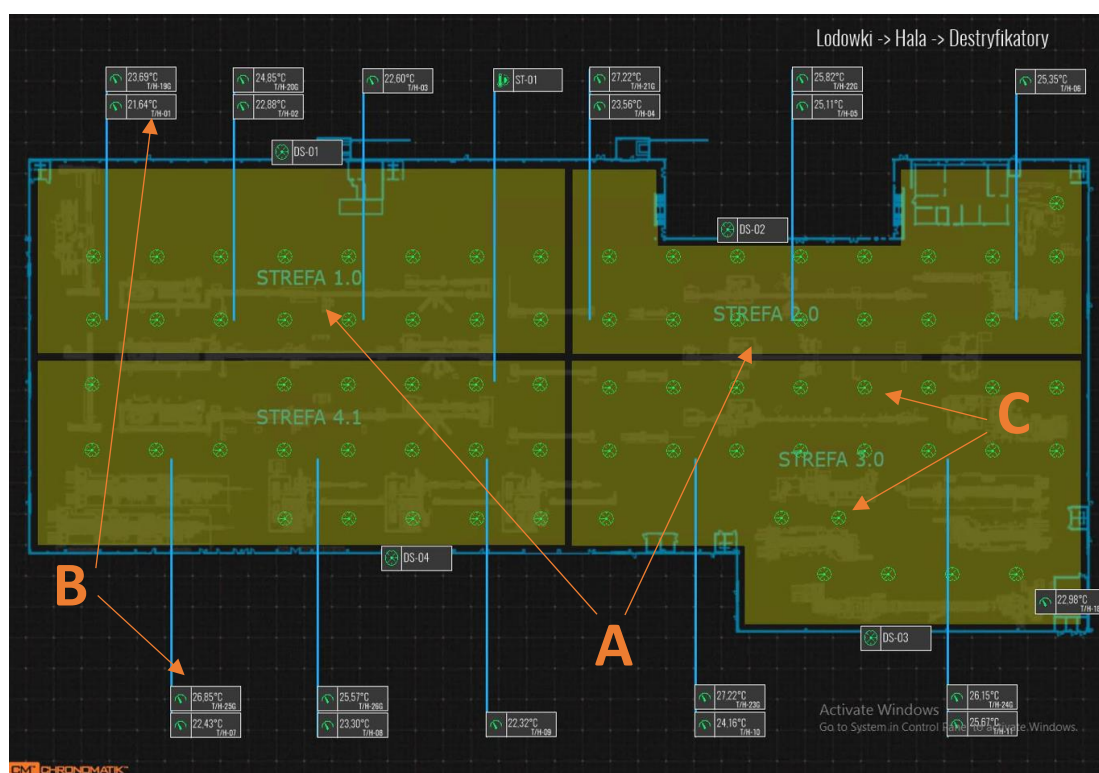 Lodowki -> Hala -> Destryfikatory
23,69°C
T/H-19G
21,64°C
T/H-01
24,85°C
T/H-20G
22,88°C
T/H-02
22,60°C
T/H-03
ST-01
27,22°C
T/H-21G
23,56°C
T/H-04
25,82°C
T/H-22G
25,11°C
T/H-05
25,35°C
T/H-06
DS-01
DS-02
STREFA 1.0
STREFA 2.0
STREFA 4.1
STREFA 3.0
C
DS-04
B
A
22,98°C
DS-03
26,85°C
T/H-25G
22,43°C
T/H-07
25,57°C
T/H-26G
23,30°C
T/H-08
22,32°C
T/H-09
27,22°C
T/H-23G
24,16°C
T/H-10
26,15°C
T/H-24G
25,67°C
T/H-11
Activate Windows
Go to System in Control Panel to activate Windows.
CMT CHRONOMATIK™